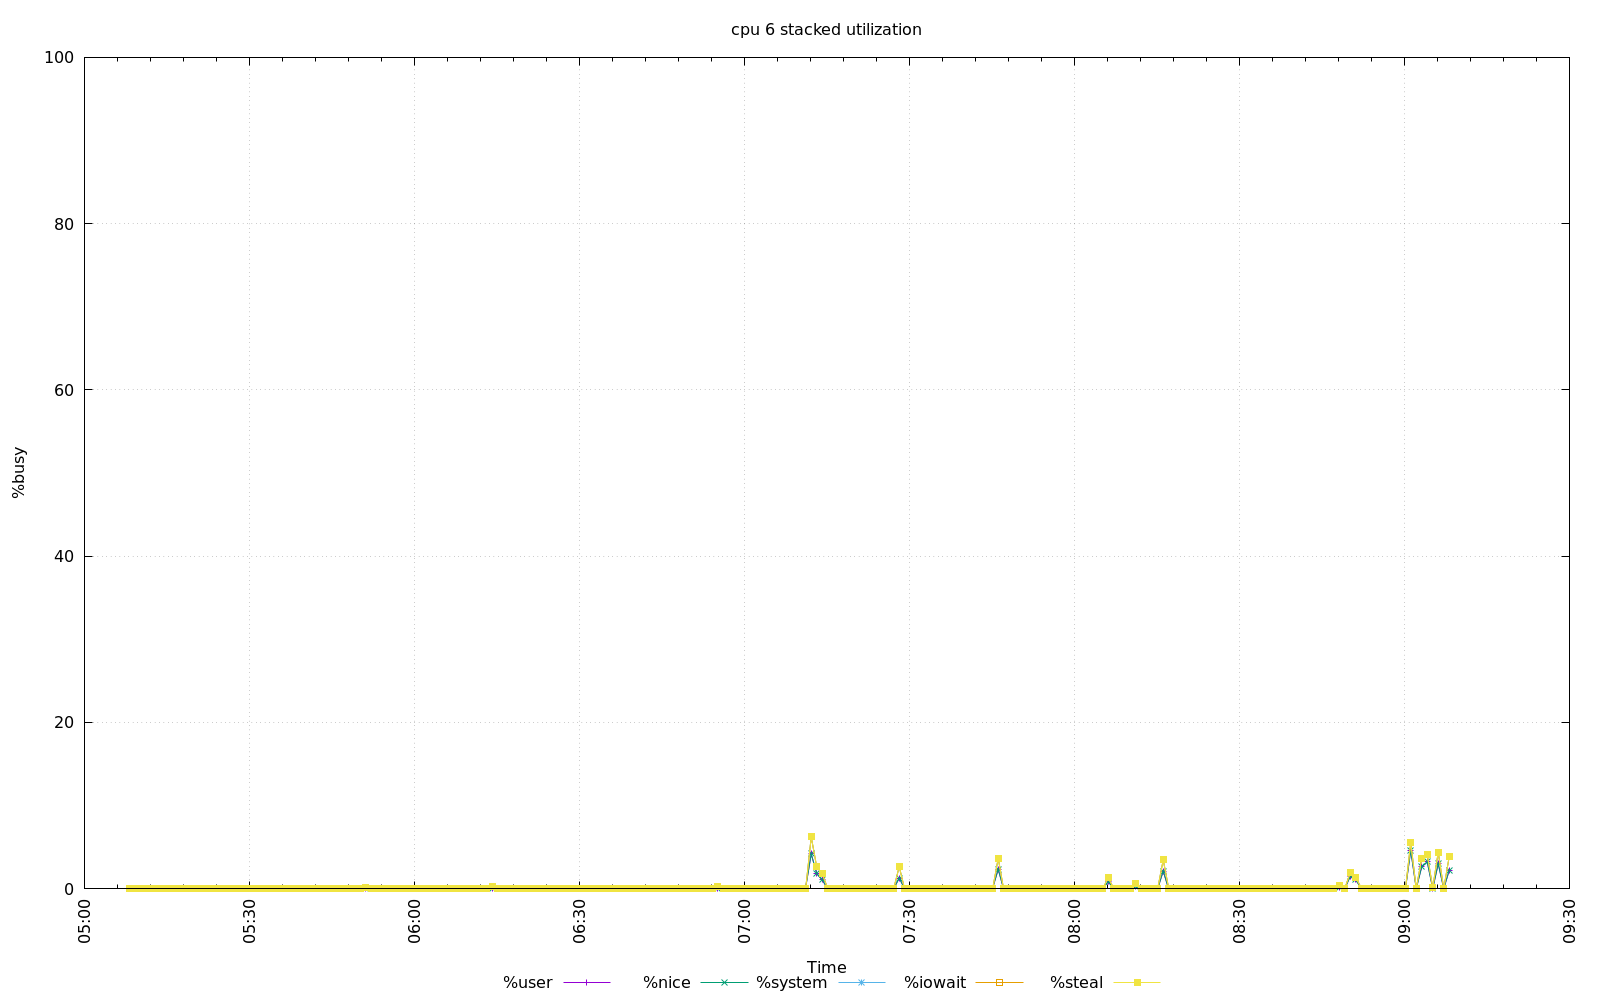 cpu 6 stacked utilization
100
80
60
40
20
0
%busy
05:00 05:30 06:00 06:30 07:00 07:30 08:00 08:30 09:00 09:30
Time
%user %nice %system %iowait %steal